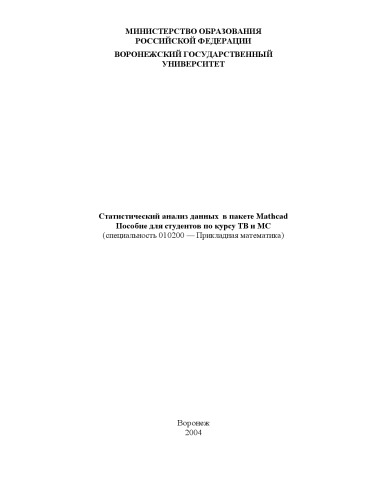 МИНИСТЕРСТВО ОБРАЗОВАНИЯ
РОССИЙСКОЙ ФЕДЕРАЦИИ
ВОРОНЕЖСКИЙ ГОСУДАРСТВЕННЫЙ
УНИВЕРСИТЕТ
Статистический анализ данных в пакете Mathcad
Пособие для студентов по курсу ТВ и МС
(специальность 010200 — Прикладная математика)
Воронеж
2004